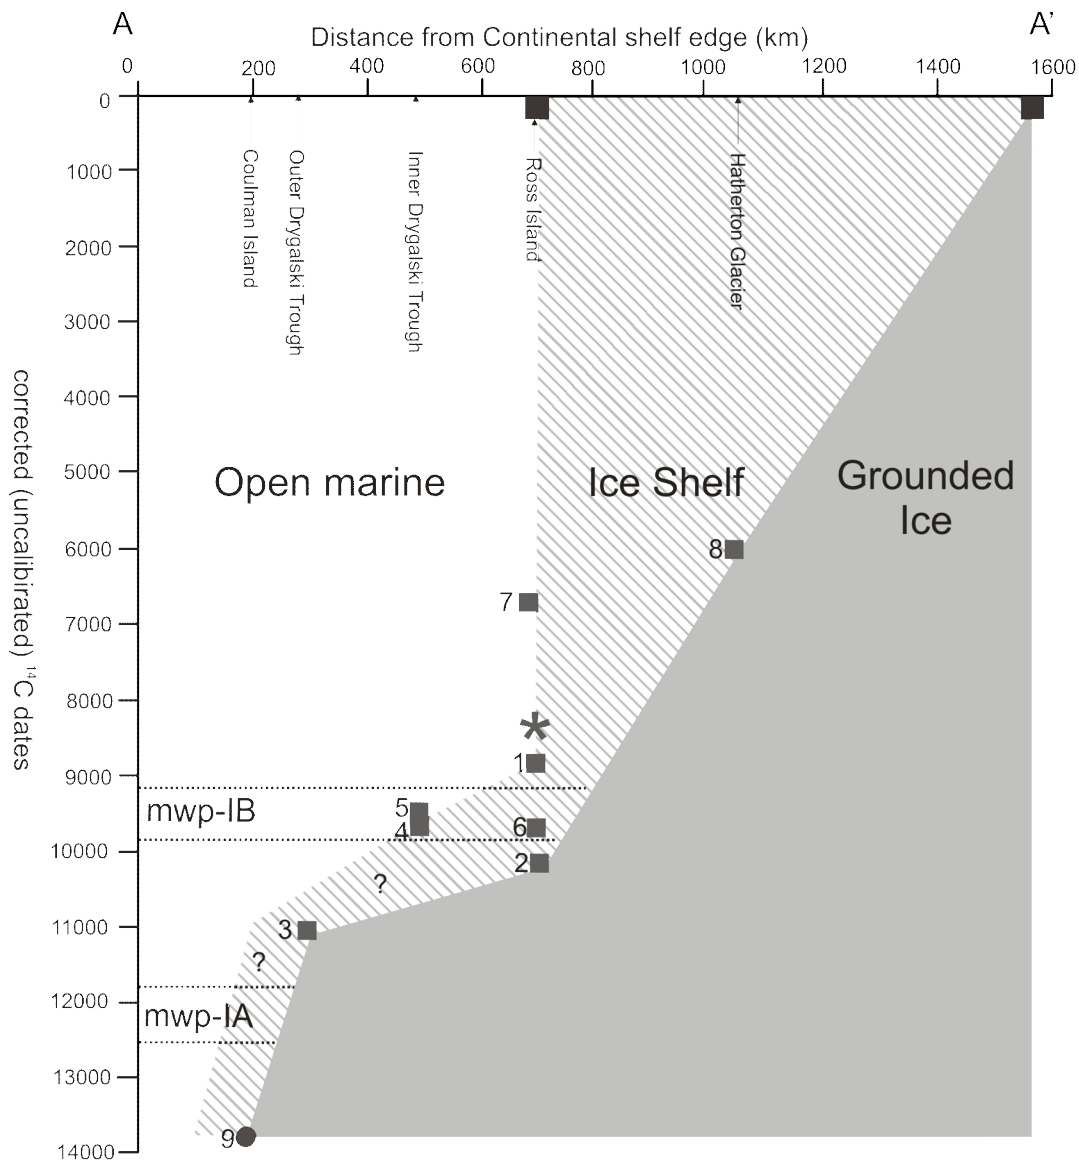 A
A'
Distance from Continental shelf edge (km)
0 200 400 600 800 1000 1200 1400 1600
0
1000
2000
3000
4000
5000
6000
7000
8000
9000
10000
11000
12000
13000
14000
corrected (uncalibirated) ¹⁴C dates
Coulman Island
Outer Drygalski Trough
Inner Drygalski Trough
Ross Island
Hatherton Glacier
Open marine
Ice Shelf
Grounded
Ice
8
7
*
1
mwp-IB
5
4
6
2
?
3
?
mwp-IA
9